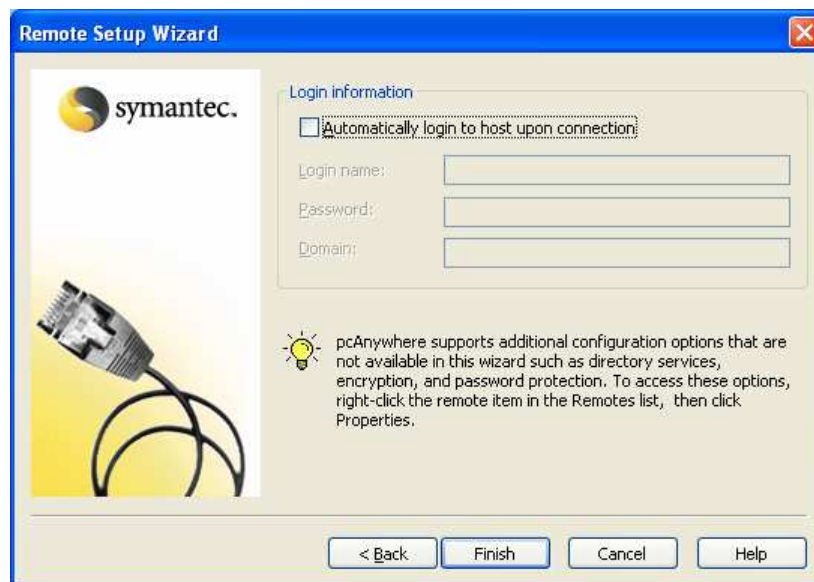 Remote Setup Wizard
symantec.
Login information
Automatically login to host upon connection
Login name:
Password:
Domain:
pcAnywhere supports additional configuration options that are
not available in this wizard such as directory services,
encryption, and password protection. To access these options,
right-click the remote item in the Remotes list, then click
Properties.
< Back
Finish
Cancel
Help